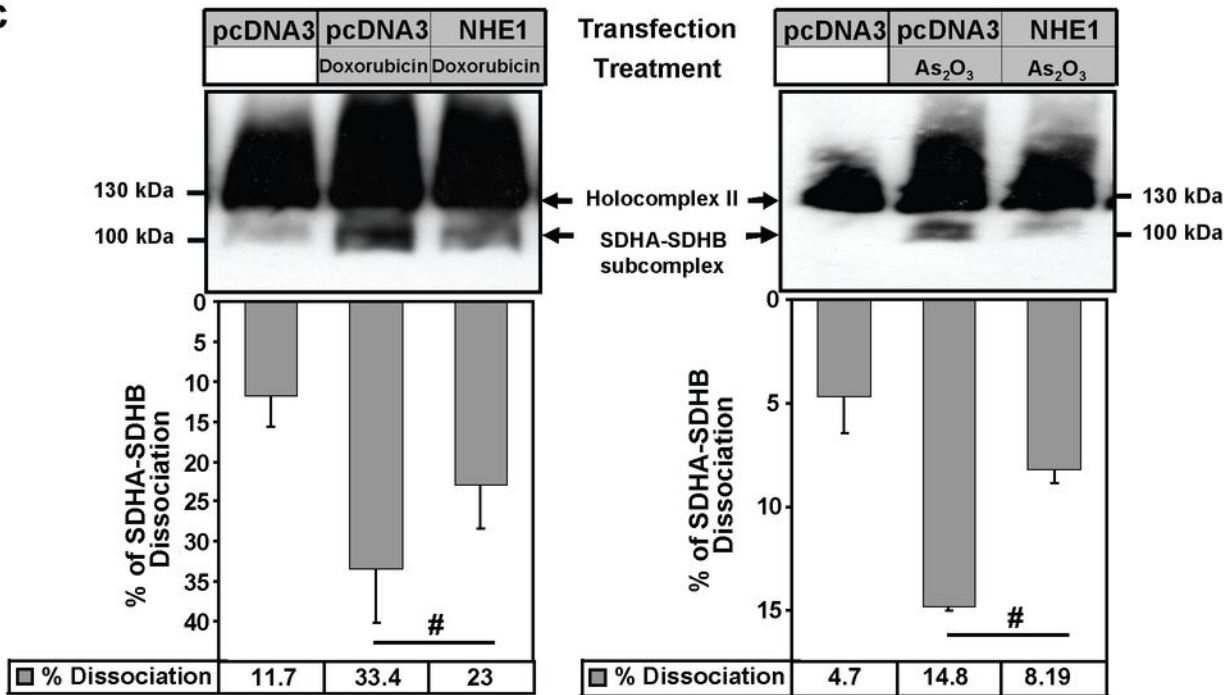 c
pcDNA3 pcDNA3 NHE1 Transfection pcDNA3 pcDNA3 NHE1
Doxorubicin Doxorubicin Treatment As₂O₃ As₂O₃
130 kDa Holocomplex II 130 kDa
100 kDa SDHA-SDHB 100 kDa
subcomplex
% of SDHA-SDHB
Dissociation
0
5
10
15
20
25
30
35
40
#
% of SDHA-SDHB
Dissociation
0
5
10
15
#
% Dissociation 11.7 33.4 23
% Dissociation 4.7 14.8 8.19